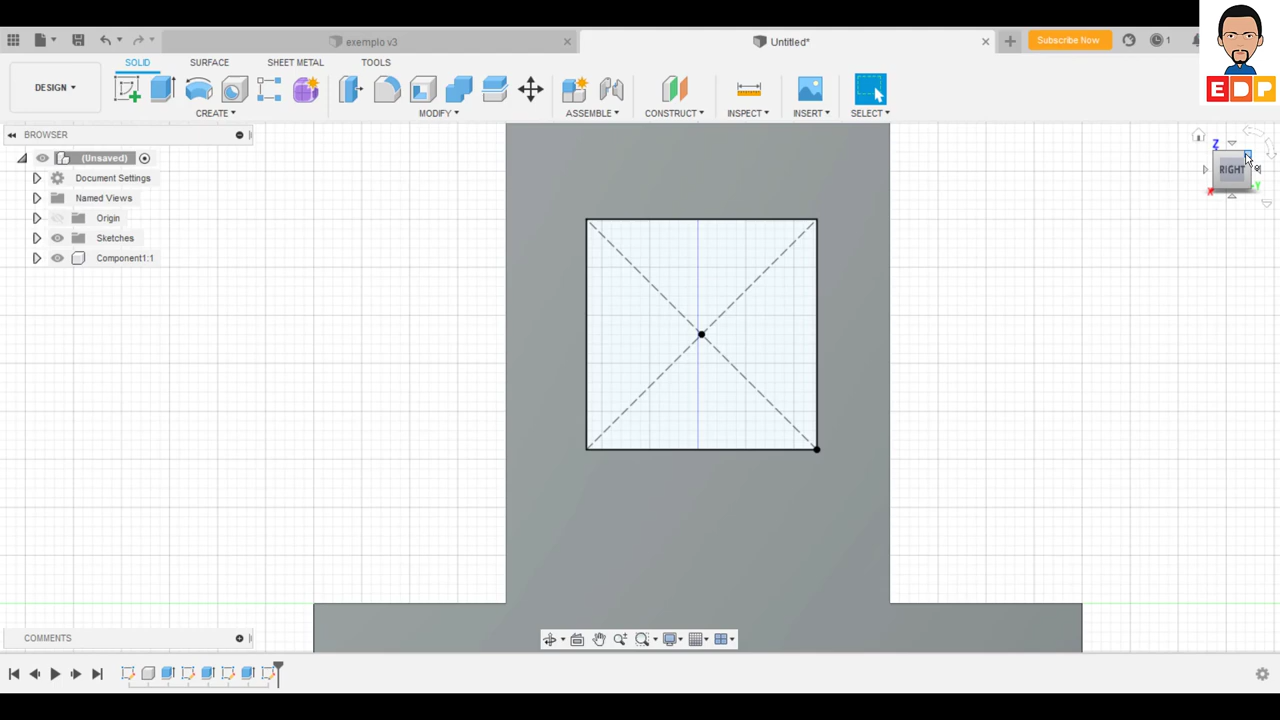 exemplo v3
Untitled*
Subscribe Now
1
EDP
SOLID
SURFACE
SHEET METAL
TOOLS
DESIGN
CREATE
MODIFY
ASSEMBLE
CONSTRUCT
INSPECT
INSERT
SELECT
BROWSER
(Unsaved)
Document Settings
Named Views
Origin
Sketches
Component1:1
Z
RIGHT
Y
X
COMMENTS